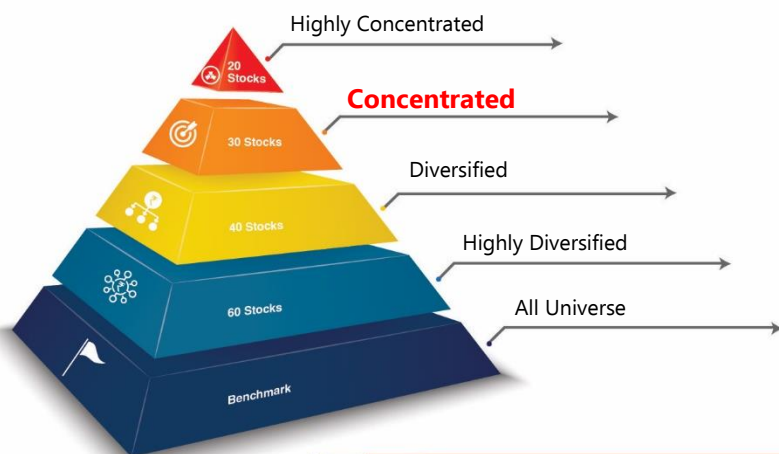 Highly Concentrated
20
Stocks
Concentrated
30 Stocks
Diversified
40 Stocks
Highly Diversified
60 Stocks
All Universe
Benchmark